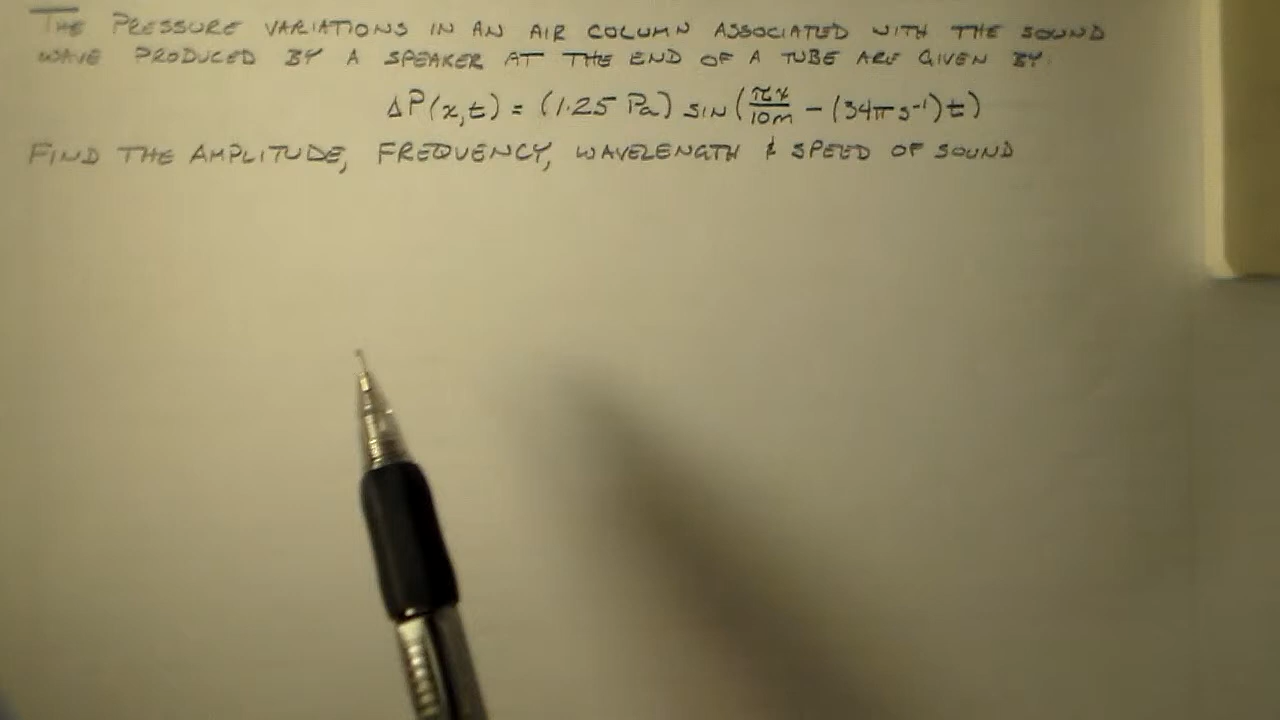 THE PRESSURE VARIATIONS IN AN AIR COLUMN ASSOCIATED WITH THE SOUND
WAVE PRODUCED BY A SPEAKER AT THE END OF A TUBE ARE GIVEN BY:
ΔP(x,t) = (1.25 Pa) SIN(πx/10m - (34π s⁻¹)t)
FIND THE AMPLITUDE, FREQUENCY, WAVELENGTH & SPEED OF SOUND